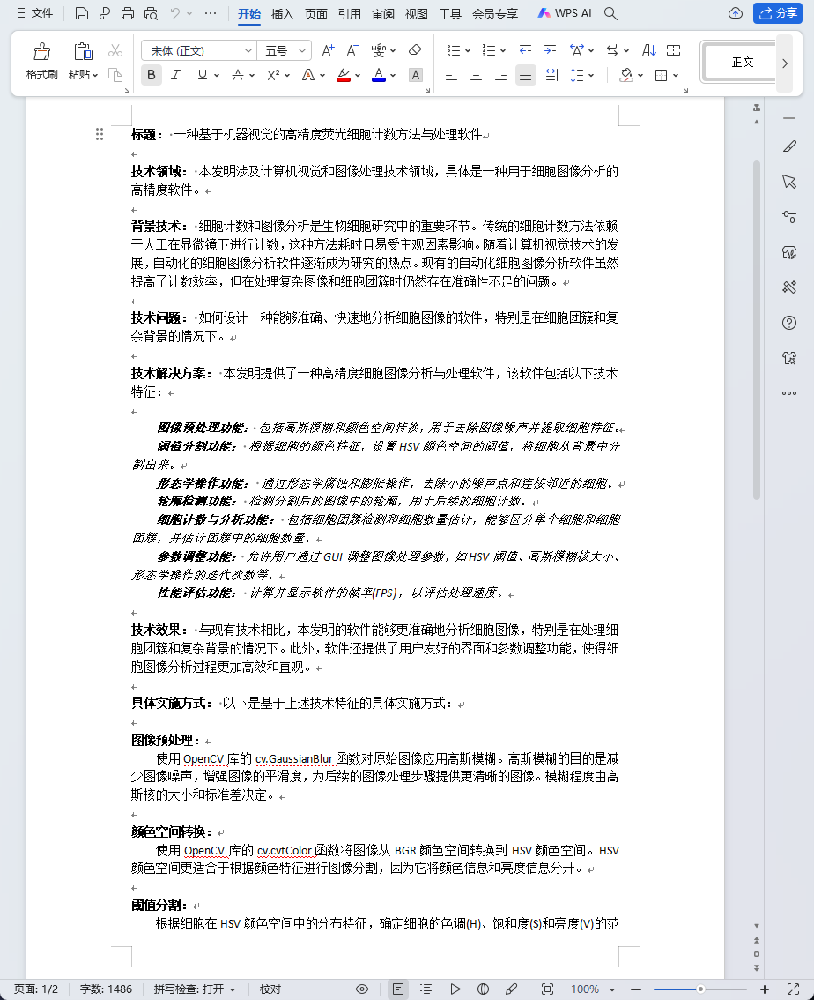 文件 开始 插入 页面 引用 审阅 视图 工具 会员专享 WPS AI 分享
宋体 (正文) 五号
格式刷 粘贴 正文
标题： 一种基于机器视觉的高精度荧光细胞计数方法与处理软件
技术领域： 本发明涉及计算机视觉和图像处理技术领域，具体是一种用于细胞图像分析的
高精度软件。
背景技术： 细胞计数和图像分析是生物细胞研究中的重要环节。传统的细胞计数方法依赖
于人工在显微镜下进行计数，这种方法耗时且易受主观因素影响。随着计算机视觉技术的发
展，自动化的细胞图像分析软件逐渐成为研究的热点。现有的自动化细胞图像分析软件虽然
提高了计数效率，但在处理复杂图像和细胞团簇时仍然存在准确性不足的问题。
技术问题： 如何设计一种能够准确、快速地分析细胞图像的软件，特别是在细胞团簇和复
杂背景的情况下。
技术解决方案： 本发明提供了一种高精度细胞图像分析与处理软件，该软件包括以下技术
特征：
图像预处理功能： 包括高斯模糊和颜色空间转换，用于去除图像噪声并提取细胞特征。
阈值分割功能： 根据细胞的颜色特征，设置 HSV 颜色空间的阈值，将细胞从背景中分
割出来。
形态学操作功能： 通过形态学腐蚀和膨胀操作，去除小的噪声点和连接邻近的细胞。
轮廓检测功能： 检测分割后的图像中的轮廓，用于后续的细胞计数。
细胞计数与分析功能： 包括细胞团簇检测和细胞数量估计，能够区分单个细胞和细胞
团簇，并估计团簇中的细胞数量。
参数调整功能： 允许用户通过 GUI 调整图像处理参数，如 HSV 阈值、高斯模糊核大小、
形态学操作的迭代次数等。
性能评估功能： 计算并显示软件的帧率(FPS)，以评估处理速度。
技术效果： 与现有技术相比，本发明的软件能够更准确地分析细胞图像，特别是在处理细
胞团簇和复杂背景的情况下。此外，软件还提供了用户友好的界面和参数调整功能，使得细
胞图像分析过程更加高效和直观。
具体实施方式： 以下是基于上述技术特征的具体实施方式：
图像预处理：
使用 OpenCV 库的 cv.GaussianBlur 函数对原始图像应用高斯模糊。高斯模糊的目的是减
少图像噪声，增强图像的平滑度，为后续的图像处理步骤提供更清晰的图像。模糊程度由高
斯核的大小和标准差决定。
颜色空间转换：
使用 OpenCV 库的 cv.cvtColor 函数将图像从 BGR 颜色空间转换到 HSV 颜色空间。HSV
颜色空间更适合于根据颜色特征进行图像分割，因为它将颜色信息和亮度信息分开。
阈值分割：
根据细胞在 HSV 颜色空间中的分布特征，确定细胞的色调(H)、饱和度(S)和亮度(V)的范
页面: 1/2 字数: 1486 拼写检查: 打开 校对 100%